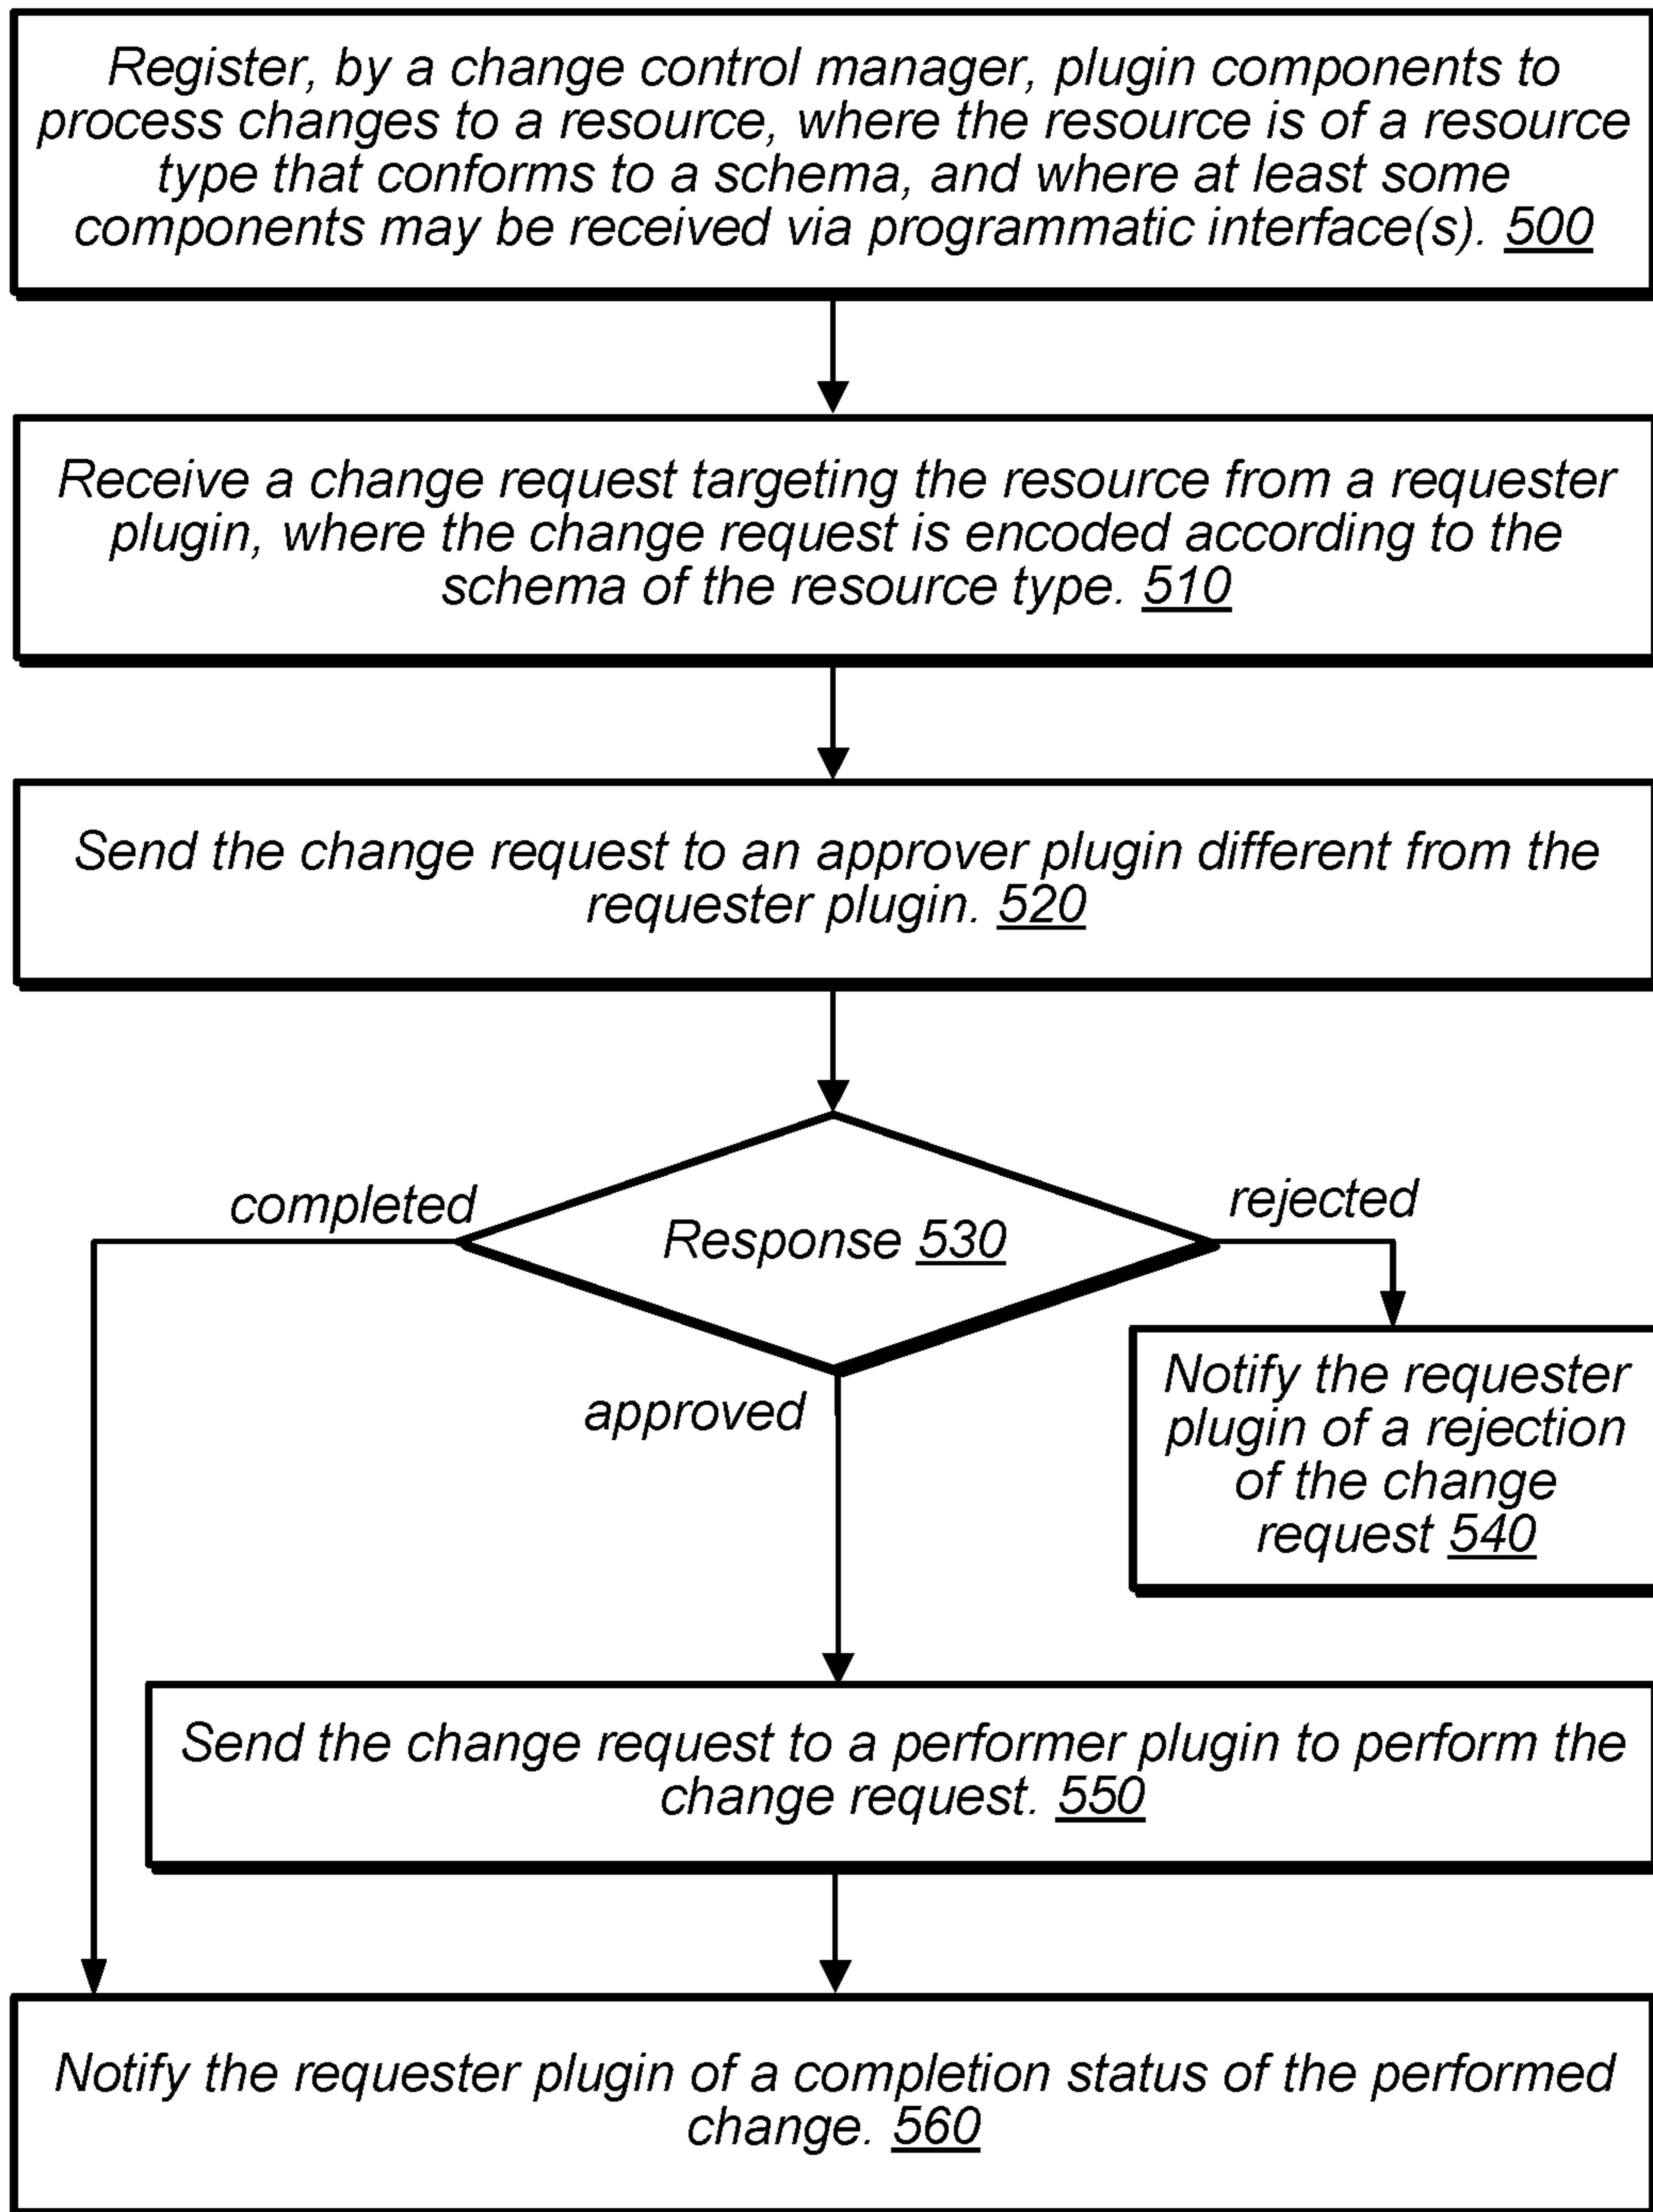 Register, by a change control manager, plugin components to
process changes to a resource, where the resource is of a resource
type that conforms to a schema, and where at least some
components may be received via programmatic interface(s). 500
Receive a change request targeting the resource from a requester
plugin, where the change request is encoded according to the
schema of the resource type. 510
Send the change request to an approver plugin different from the
requester plugin. 520
completed
Response 530
rejected
approved
Notify the requester
plugin of a rejection
of the change
request 540
Send the change request to a performer plugin to perform the
change request. 550
Notify the requester plugin of a completion status of the performed
change. 560